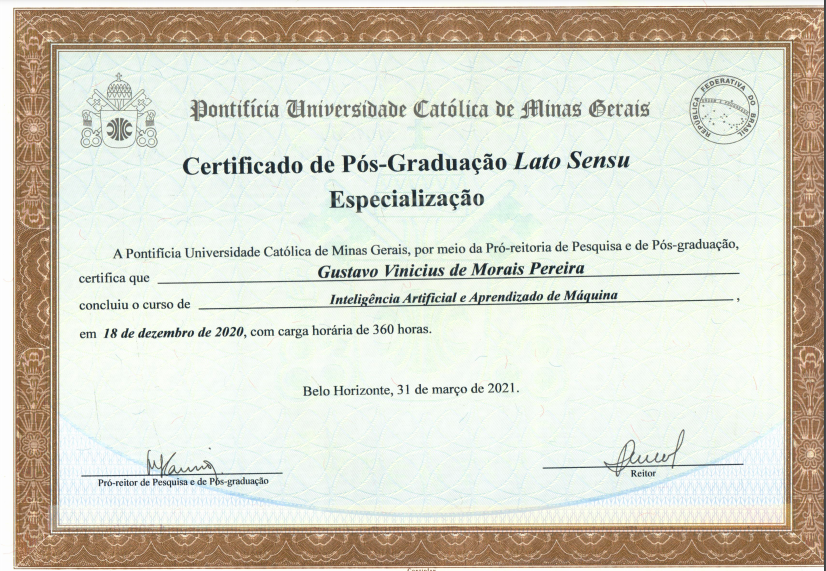 Pontifícia Universidade Católica de Minas Gerais
REPÚBLICA FEDERATIVA DO BRASIL
Certificado de Pós-Graduação Lato Sensu
Especialização
A Pontifícia Universidade Católica de Minas Gerais, por meio da Pró-reitoria de Pesquisa e de Pós-graduação,
certifica que Gustavo Vinicius de Morais Pereira
concluiu o curso de Inteligência Artificial e Aprendizado de Máquina,
em 18 de dezembro de 2020, com carga horária de 360 horas.
Belo Horizonte, 31 de março de 2021.
Pró-reitor de Pesquisa e de Pós-graduação
Reitor